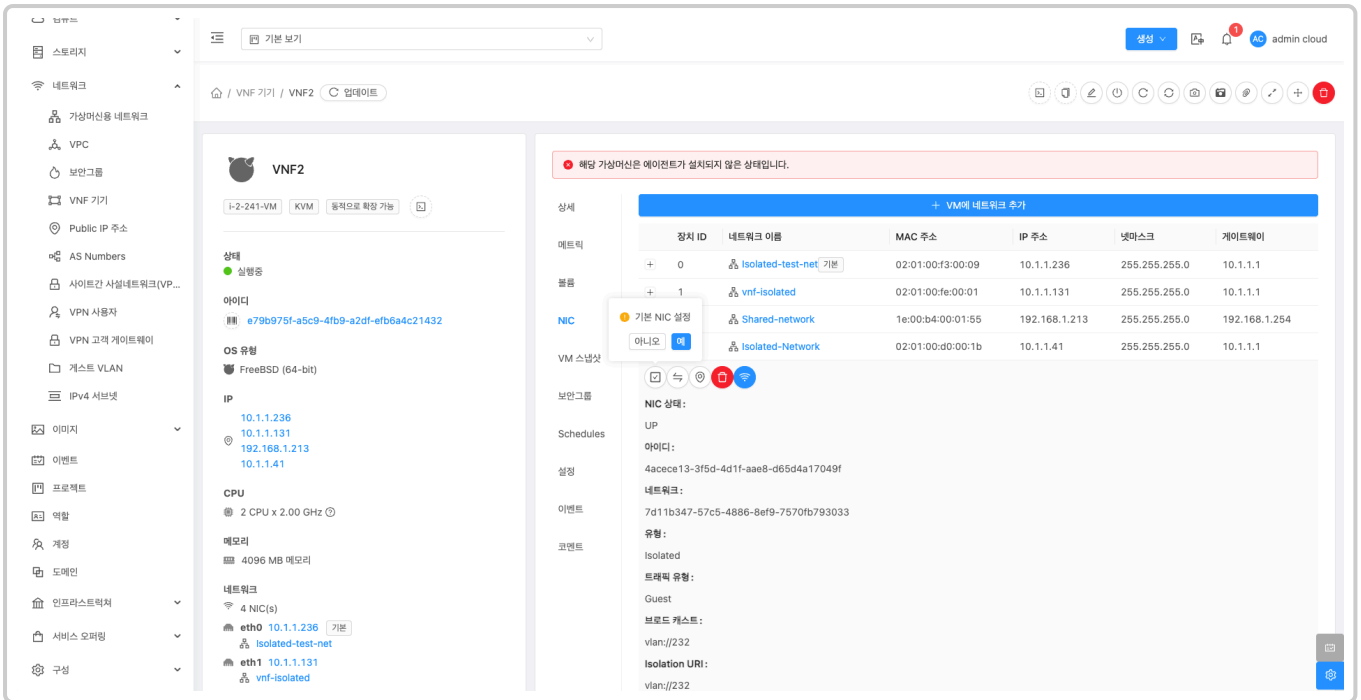 컴퓨트
스토리지
네트워크
가상머신용 네트워크
VPC
보안그룹
VNF 기기
Public IP 주소
AS Numbers
사이트간 사설네트워크(VP...
VPN 사용자
VPN 고객 게이트웨이
게스트 VLAN
IPv4 서브넷
이미지
이벤트
프로젝트
역할
계정
도메인
인프라스트럭쳐
서비스 오퍼링
구성
기본 보기
생성
1
AC admin cloud
/ VNF 기기 / VNF2 업데이트
VNF2
i-2-241-VM KVM 동적으로 확장 가능
상태
실행중
아이디
e79b975f-a5c9-4fb9-a2df-efb6a4c21432
OS 유형
FreeBSD (64-bit)
IP
10.1.1.236
10.1.1.131
192.168.1.213
10.1.1.41
CPU
2 CPU x 2.00 GHz
메모리
4096 MB 메모리
네트워크
4 NIC(s)
eth0 10.1.1.236 기본
Isolated-test-net
eth1 10.1.1.131
vnf-isolated
해당 가상머신은 에이전트가 설치되지 않은 상태입니다.
상세
메트릭
볼륨
NIC
VM 스냅샷
보안그룹
Schedules
설정
이벤트
코멘트
+ VM에 네트워크 추가
장치 ID 네트워크 이름 MAC 주소 IP 주소 넷마스크 게이트웨이
0 Isolated-test-net 기본 02:01:00:f3:00:09 10.1.1.236 255.255.255.0 10.1.1.1
1 vnf-isolated 02:01:00:fe:00:01 10.1.1.131 255.255.255.0 10.1.1.1
Shared-network 1e:00:b4:00:01:55 192.168.1.213 255.255.255.0 192.168.1.254
Isolated-Network 02:01:00:d0:00:1b 10.1.1.41 255.255.255.0 10.1.1.1
기본 NIC 설정
아니오 예
NIC 상태:
UP
아이디:
4acece13-3f5d-4d1f-aae8-d65d4a17049f
네트워크:
7d11b347-57c5-4886-8ef9-7570fb793033
유형:
Isolated
트래픽 유형:
Guest
브로드 캐스트:
vlan://232
Isolation URI:
vlan://232